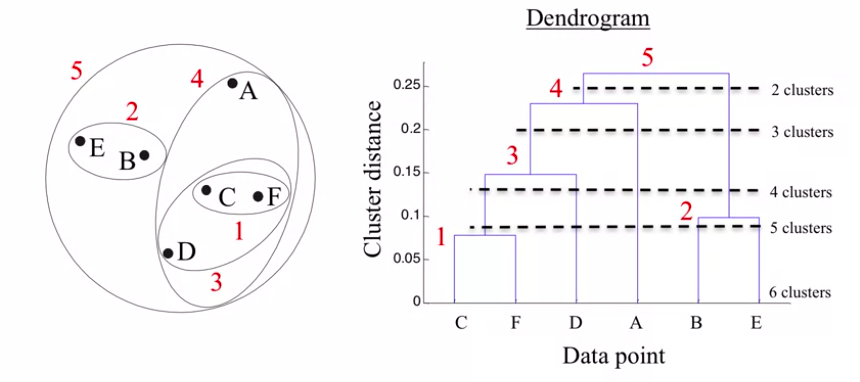 5
4
A
2
E
B
C
F
1
D
3
Dendrogram
Cluster distance
0.25
0.2
0.15
0.1
0.05
0
5
4
3
2
1
2 clusters
3 clusters
4 clusters
5 clusters
6 clusters
C F D A B E
Data point